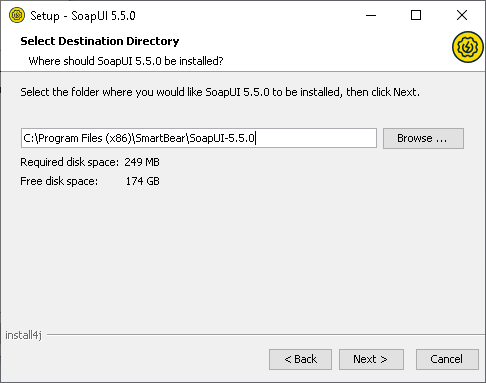 Setup - SoapUI 5.5.0
Select Destination Directory
Where should SoapUI 5.5.0 be installed?
Select the folder where you would like SoapUI 5.5.0 to be installed, then click Next.
C:\Program Files (x86)\SmartBear\SoapUI-5.5.0
Browse ...
Required disk space: 249 MB
Free disk space: 174 GB
install4j
< Back
Next >
Cancel